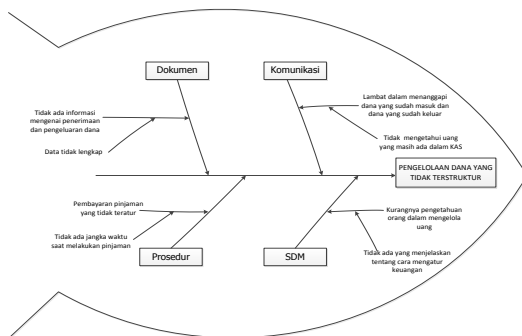 Dokumen
Komunikasi
Tidak ada informasi
mengenai penerimaan
dan pengeluaran dana
Data tidak lengkap
Lambat dalam menanggapi
dana yang sudah masuk dan
dana yang sudah keluar
Tidak mengetahui uang
yang masih ada dalam KAS
PENGELOLAAN DANA YANG
TIDAK TERSTRUKTUR
Pembayaran pinjaman
yang tidak teratur
Tidak ada jangka waktu
saat melakukan pinjaman
Kurangnya pengetahuan
orang dalam mengelola
uang
Tidak ada yang menjelaskan
tentang cara mengatur
keuangan
Prosedur
SDM